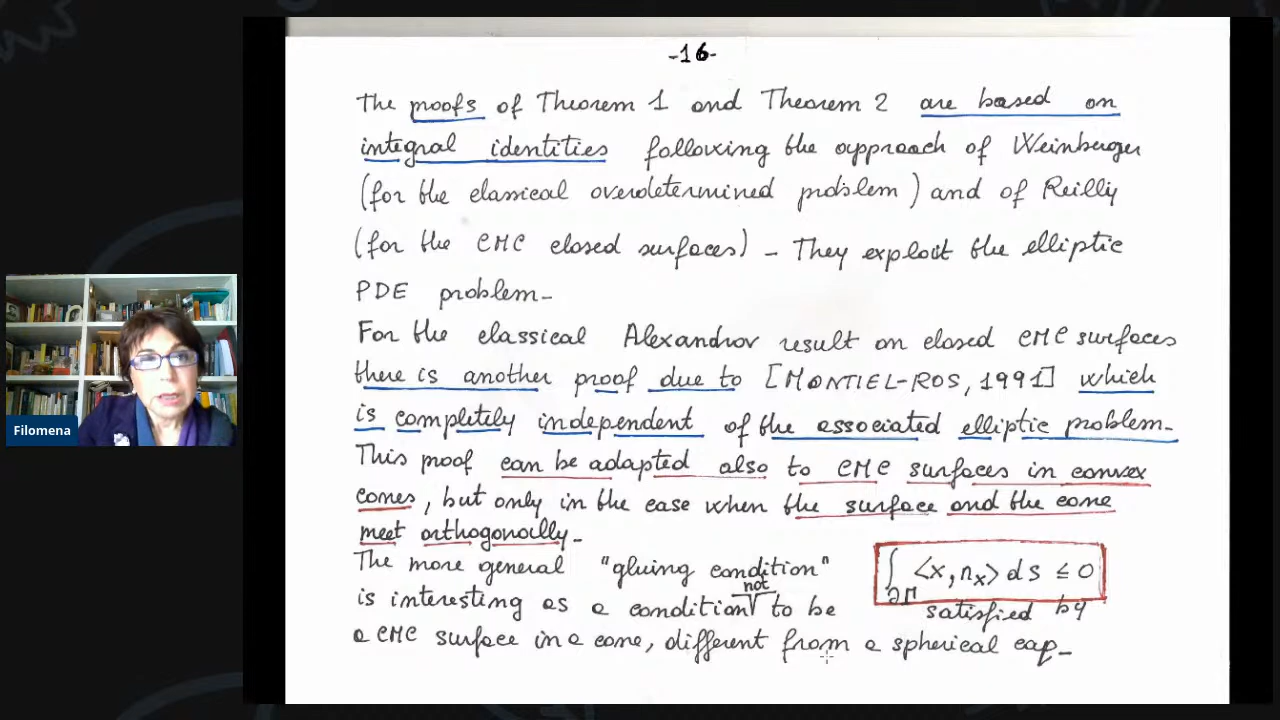 -16-
The proofs of Theorem 1 and Theorem 2 are based on
integral identities following the approach of Weinberger
(for the classical overdetermined problem) and of Reilly
(for the CMC closed surfaces) - They exploit the elliptic
PDE problem-
For the classical Alexandrov result on closed CMC surfaces
there is another proof due to [MONTIEL-ROS, 1991] which
is completely independent of the associated elliptic problem-
This proof can be adapted also to CMC surfaces in convex
cones, but only in the case when the surface and the cone
meet orthogonally-
The more general "gluing condition" ∫∂Γ <x, nx> ds ≤ 0
is interesting as a condition not to be satisfied by
a CMC surface in a cone, different from a spherical cap-
Filomena